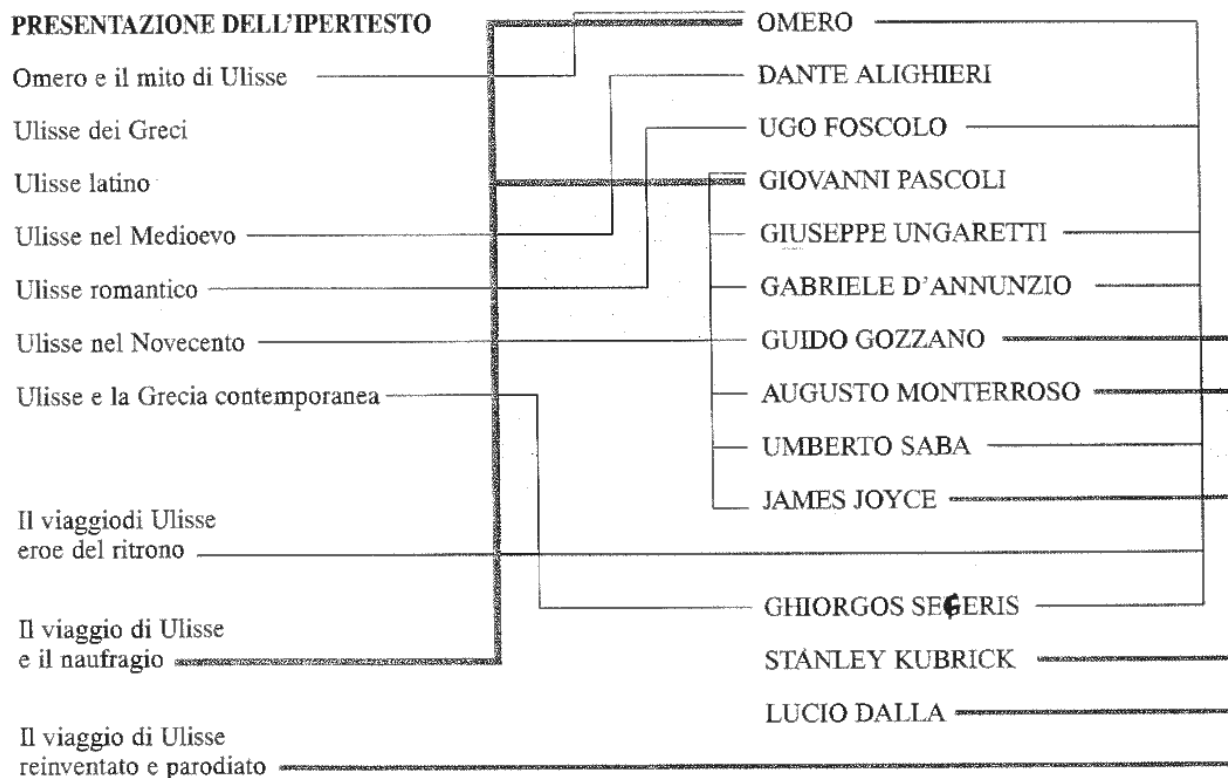 PRESENTAZIONE DELL'IPERTESTO
Omero e il mito di Ulisse
Ulisse dei Greci
Ulisse latino
Ulisse nel Medioevo
Ulisse romantico
Ulisse nel Novecento
Ulisse e la Grecia contemporanea
Il viaggiodi Ulisse
eroe del ritrono
Il viaggio di Ulisse
e il naufragio
Il viaggio di Ulisse
reinventato e parodiato
OMERO
DANTE ALIGHIERI
UGO FOSCOLO
GIOVANNI PASCOLI
GIUSEPPE UNGARETTI
GABRIELE D'ANNUNZIO
GUIDO GOZZANO
AUGUSTO MONTERROSO
UMBERTO SABA
JAMES JOYCE
GHIORGOS SEGERIS
STANLEY KUBRICK
LUCIO DALLA